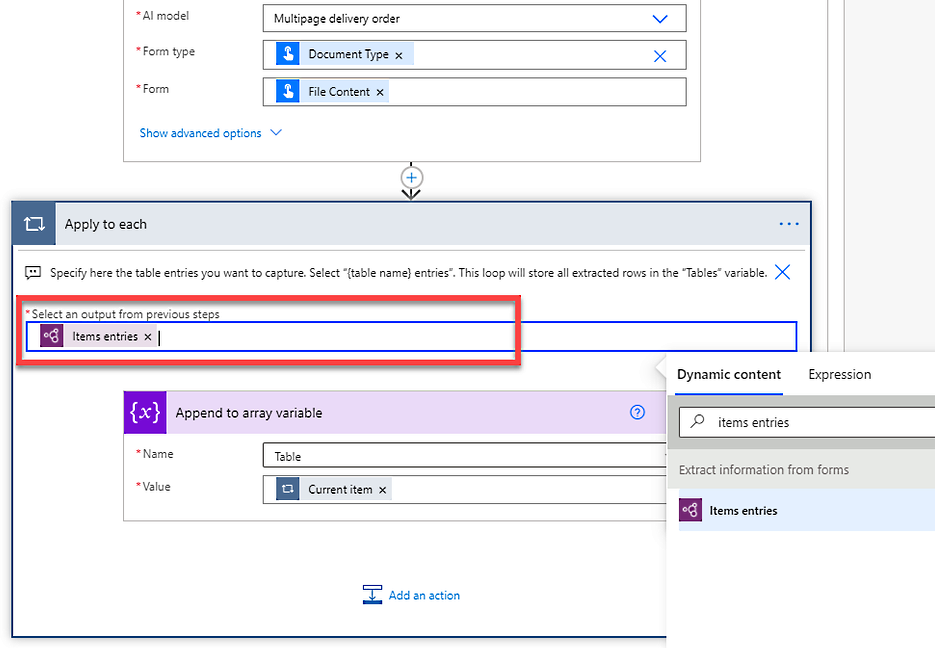 * AI model
Multipage delivery order
* Form type
Document Type ×
* Form
File Content ×
Show advanced options
Apply to each
Specify here the table entries you want to capture. Select “{table name} entries”. This loop will store all extracted rows in the “Tables” variable.
* Select an output from previous steps
Items entries ×
Dynamic content Expression
{x} Append to array variable
items entries
* Name
Table
Extract information from forms
* Value
Current item ×
Items entries
Add an action